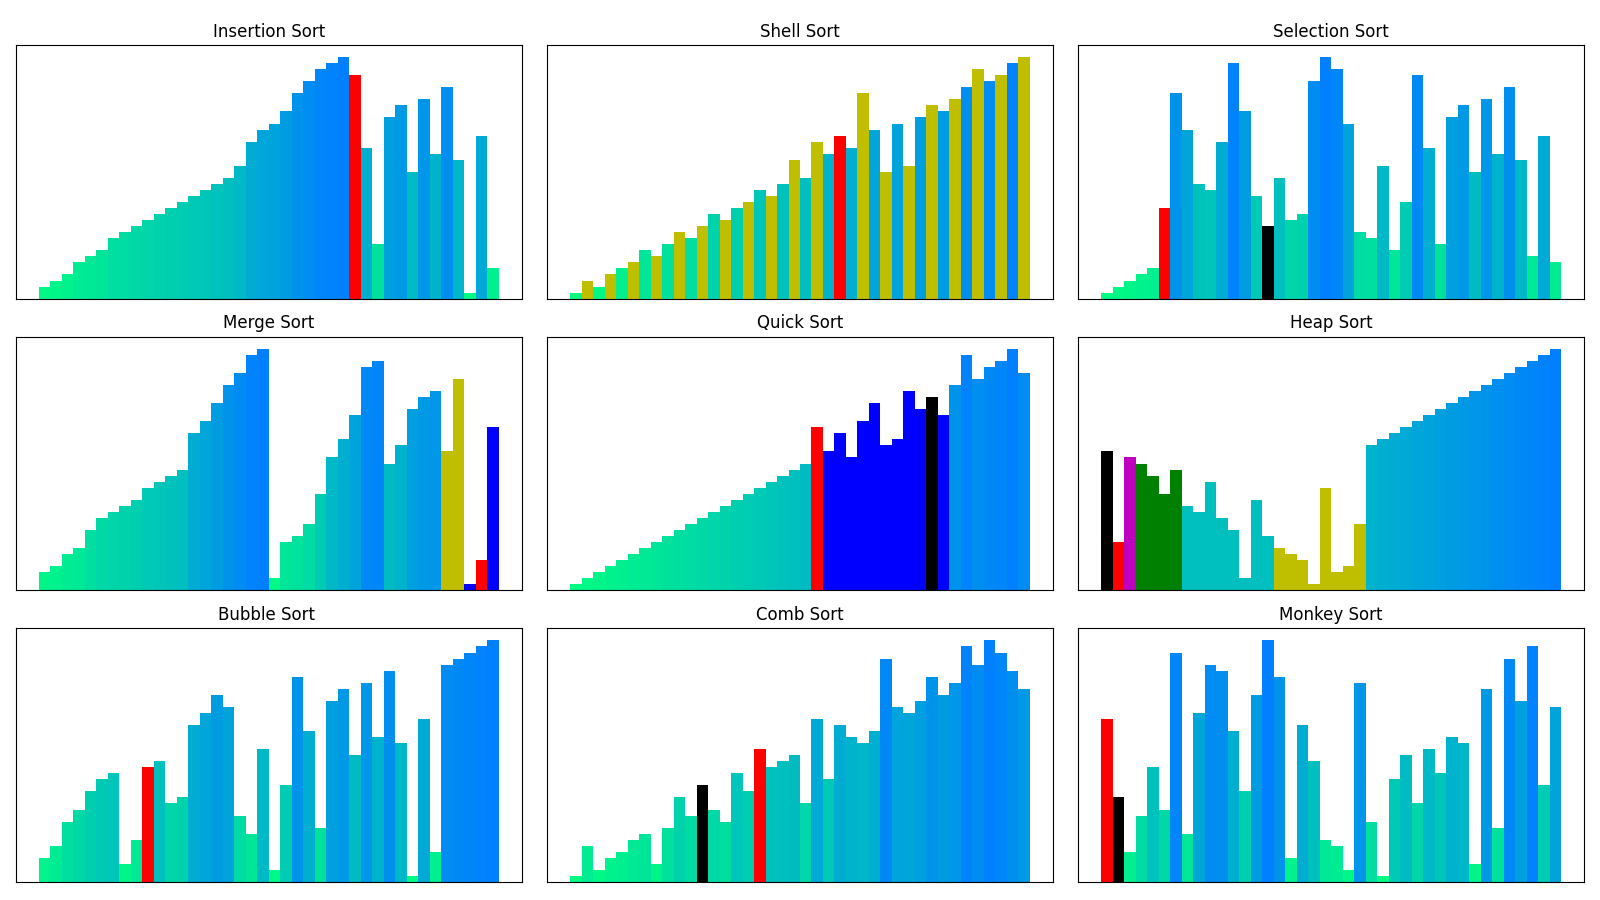 Insertion Sort
Shell Sort
Selection Sort
Merge Sort
Quick Sort
Heap Sort
Bubble Sort
Comb Sort
Monkey Sort